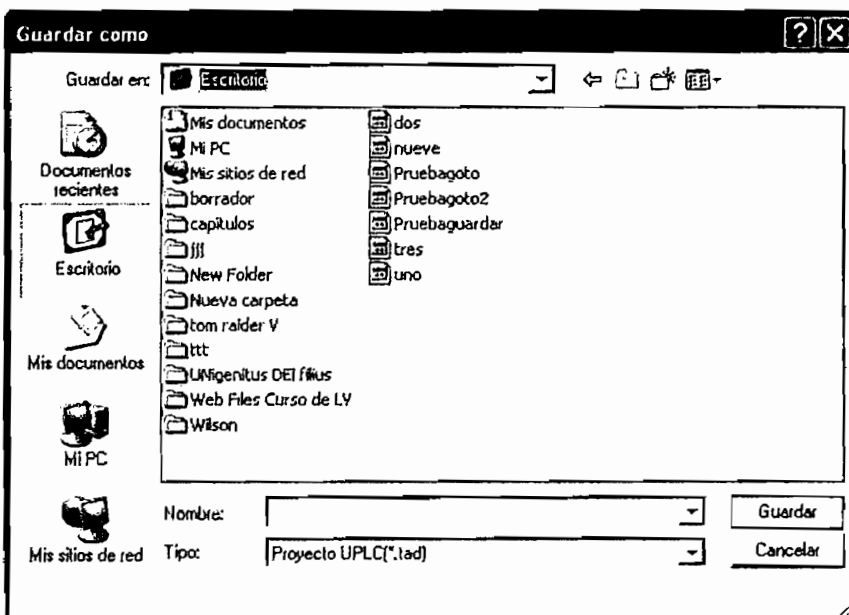 Guardar como
Guardar en:
Escritorio
Documentos
recientes
Escritorio
Mis documentos
Mi PC
Mis sitios de red
Mis documentos
Mi PC
Mis sitios de red
borrador
capitulos
jjj
New Folder
Nueva carpeta
tom raider V
ttt
UNigenitus DEI filius
Web Files Curso de LV
Wilson
dos
nueve
Pruebagoto
Pruebagoto2
Pruebaguardar
tres
uno
Nombre:
Guardar
Tipo:
Proyecto UPLC(*.tad)
Cancelar